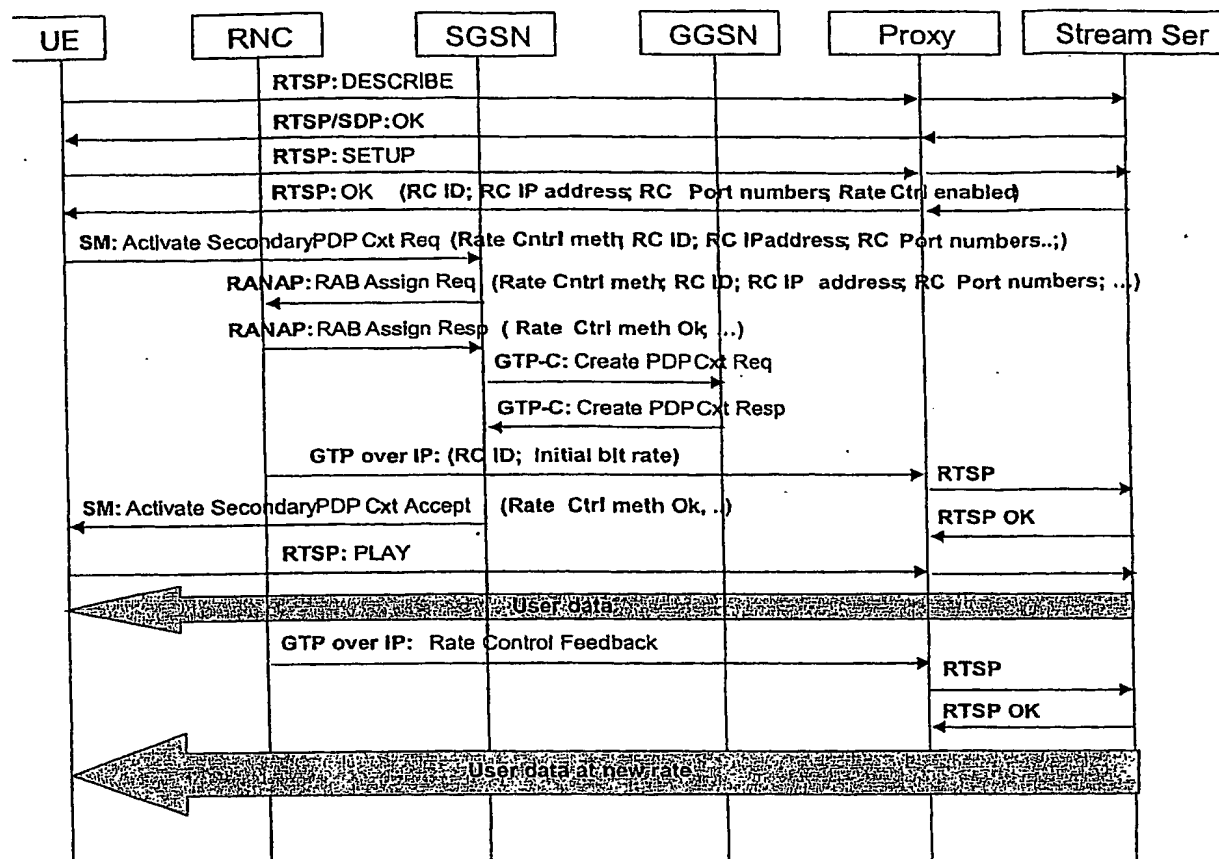 UE RNC SGSN GGSN Proxy Stream Ser
RTSP: DESCRIBE
RTSP/SDP: OK
RTSP: SETUP
RTSP: OK (RC ID; RC IP address; RC Port numbers; Rate Ctrl enabled)
SM: Activate SecondaryPDP Cxt Req (Rate Cntrl meth; RC ID; RC IPaddress; RC Port numbers..;)
RANAP: RAB Assign Req (Rate Cntrl meth; RC ID; RC IP address; RC Port numbers; ...)
RANAP: RAB Assign Resp ( Rate Ctrl meth Ok, ...)
GTP-C: Create PDP Cxt Req
GTP-C: Create PDP Cxt Resp
GTP over IP: (RC ID; Initial bit rate)
RTSP
SM: Activate SecondaryPDP Cxt Accept (Rate Ctrl meth Ok, ..)
RTSP OK
RTSP: PLAY
User data
GTP over IP: Rate Control Feedback
RTSP
RTSP OK
User data at new rate